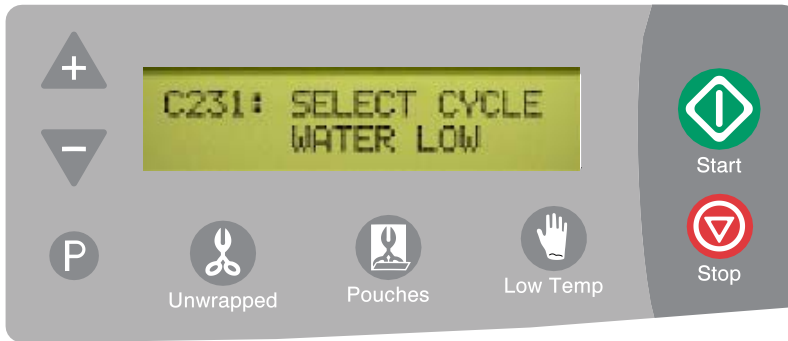 +
C231: SELECT CYCLE
WATER LOW
−
Start
P
Unwrapped
Pouches
Low Temp
Stop